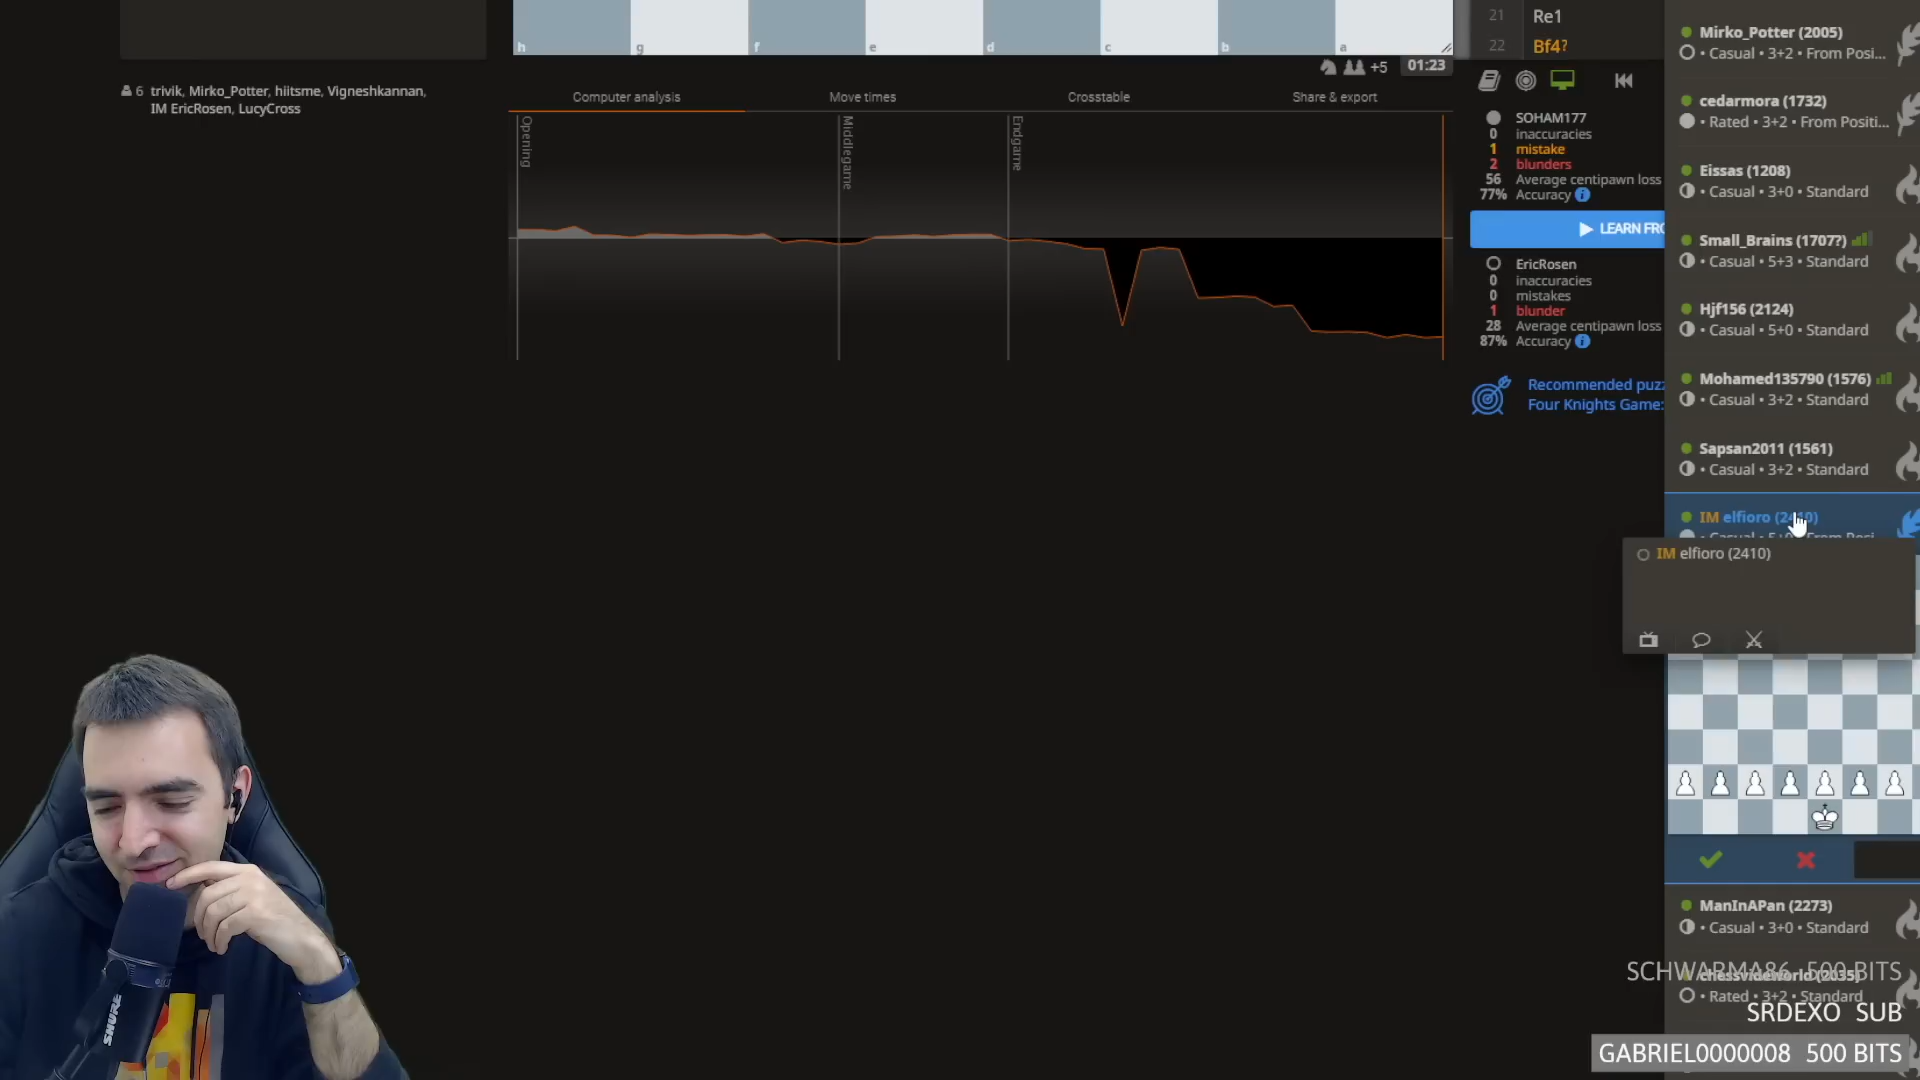 6 trivik, Mirko_Potter, hiitsme, Vigneshkannan,
IM EricRosen, LucyCross
h g f e d c b a
+5 01:23
Computer analysis Move times Crosstable Share & export
Opening
Middlegame
Endgame
21 Re1
22 Bf4?
SOHAM177
0 inaccuracies
1 mistake
2 blunders
56 Average centipawn loss
77% Accuracy
LEARN FRO
EricRosen
0 inaccuracies
0 mistakes
1 blunder
28 Average centipawn loss
87% Accuracy
Recommended puzz
Four Knights Game:
Mirko_Potter (2005)
• Casual • 3+2 • From Posi...
cedarmora (1732)
• Rated • 3+2 • From Positi...
Eissas (1208)
• Casual • 3+0 • Standard
Small_Brains (1707?)
• Casual • 5+3 • Standard
Hjf156 (2124)
• Casual • 5+0 • Standard
Mohamed135790 (1576)
• Casual • 3+2 • Standard
Sapsan2011 (1561)
• Casual • 3+2 • Standard
IM elfioro (2410)
IM elfioro (2410)
ManInAPan (2273)
• Casual • 3+0 • Standard
SCHWARMA86 500 BITS
chessvideworld (2035)
• Rated • 3+2 • Standard
SRDEXO SUB
GABRIEL0000008 500 BITS
SHURE